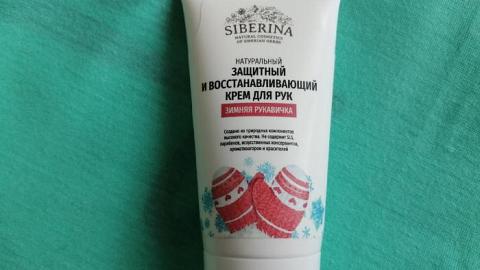 SIBERINA
NATURAL COSMETICS
OF SIBERIAN HERBS
НАТУРАЛЬНЫЙ
ЗАЩИТНЫЙ
И ВОССТАНАВЛИВАЮЩИЙ
КРЕМ ДЛЯ РУК
ЗИМНЯЯ РУКАВИЧКА
Создано из природных компонентов
высокого качества. Не содержит SLS,
парабенов, искусственных консервантов,
ароматизаторов и красителей